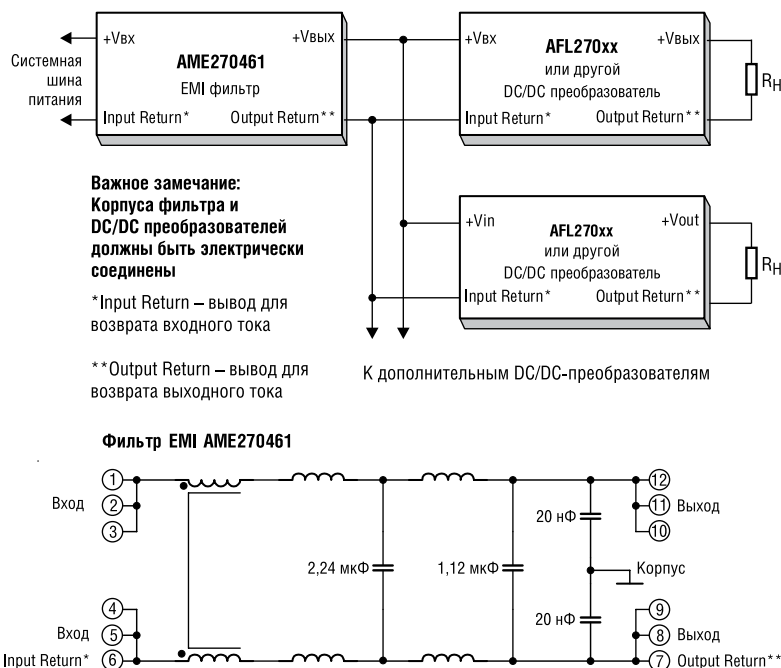 +Vвх
+Vвых
AME270461
EMI фильтр
Input Return*
Output Return**
Системная
шина
питания
+Vвх
+Vвых
AFL270xx
или другой
DC/DC преобразователь
Input Return*
Output Return**
RН
Важное замечание:
Корпуса фильтра и
DC/DC преобразователей
должны быть электрически
соединены
*Input Return – вывод для
возврата входного тока
**Output Return – вывод для
возврата выходного тока
+Vin
+Vout
AFL270xx
или другой
DC/DC преобразователь
Input Return*
Output Return**
RН
К дополнительным DC/DC-преобразователям
Фильтр EMI AME270461
1
Вход
2
3
12
11 Выход
10
20 нФ
2,24 мкФ
1,12 мкФ
Корпус
20 нФ
4
Вход
5
Input Return*
6
9
8 Выход
7 Output Return**